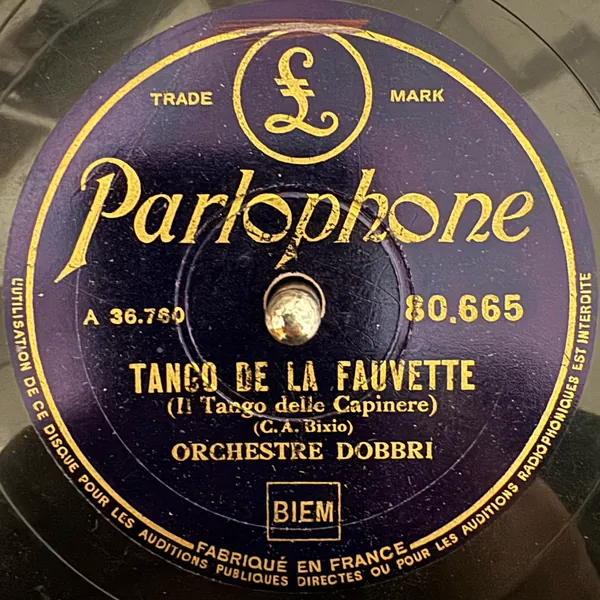 TRADE MARK
Parlophone
A 36.760 80.665
TANGO DE LA FAUVETTE
(Il Tango delle Capinere)
(C. A. Bixio)
ORCHESTRE DOBBRI
BIEM
FABRIQUÉ EN FRANCE
L'UTILISATION DE CE DISQUE POUR LES AUDITIONS PUBLIQUES DIRECTES OU POUR LES AUDITIONS RADIOPHONIQUES EST INTERDITE